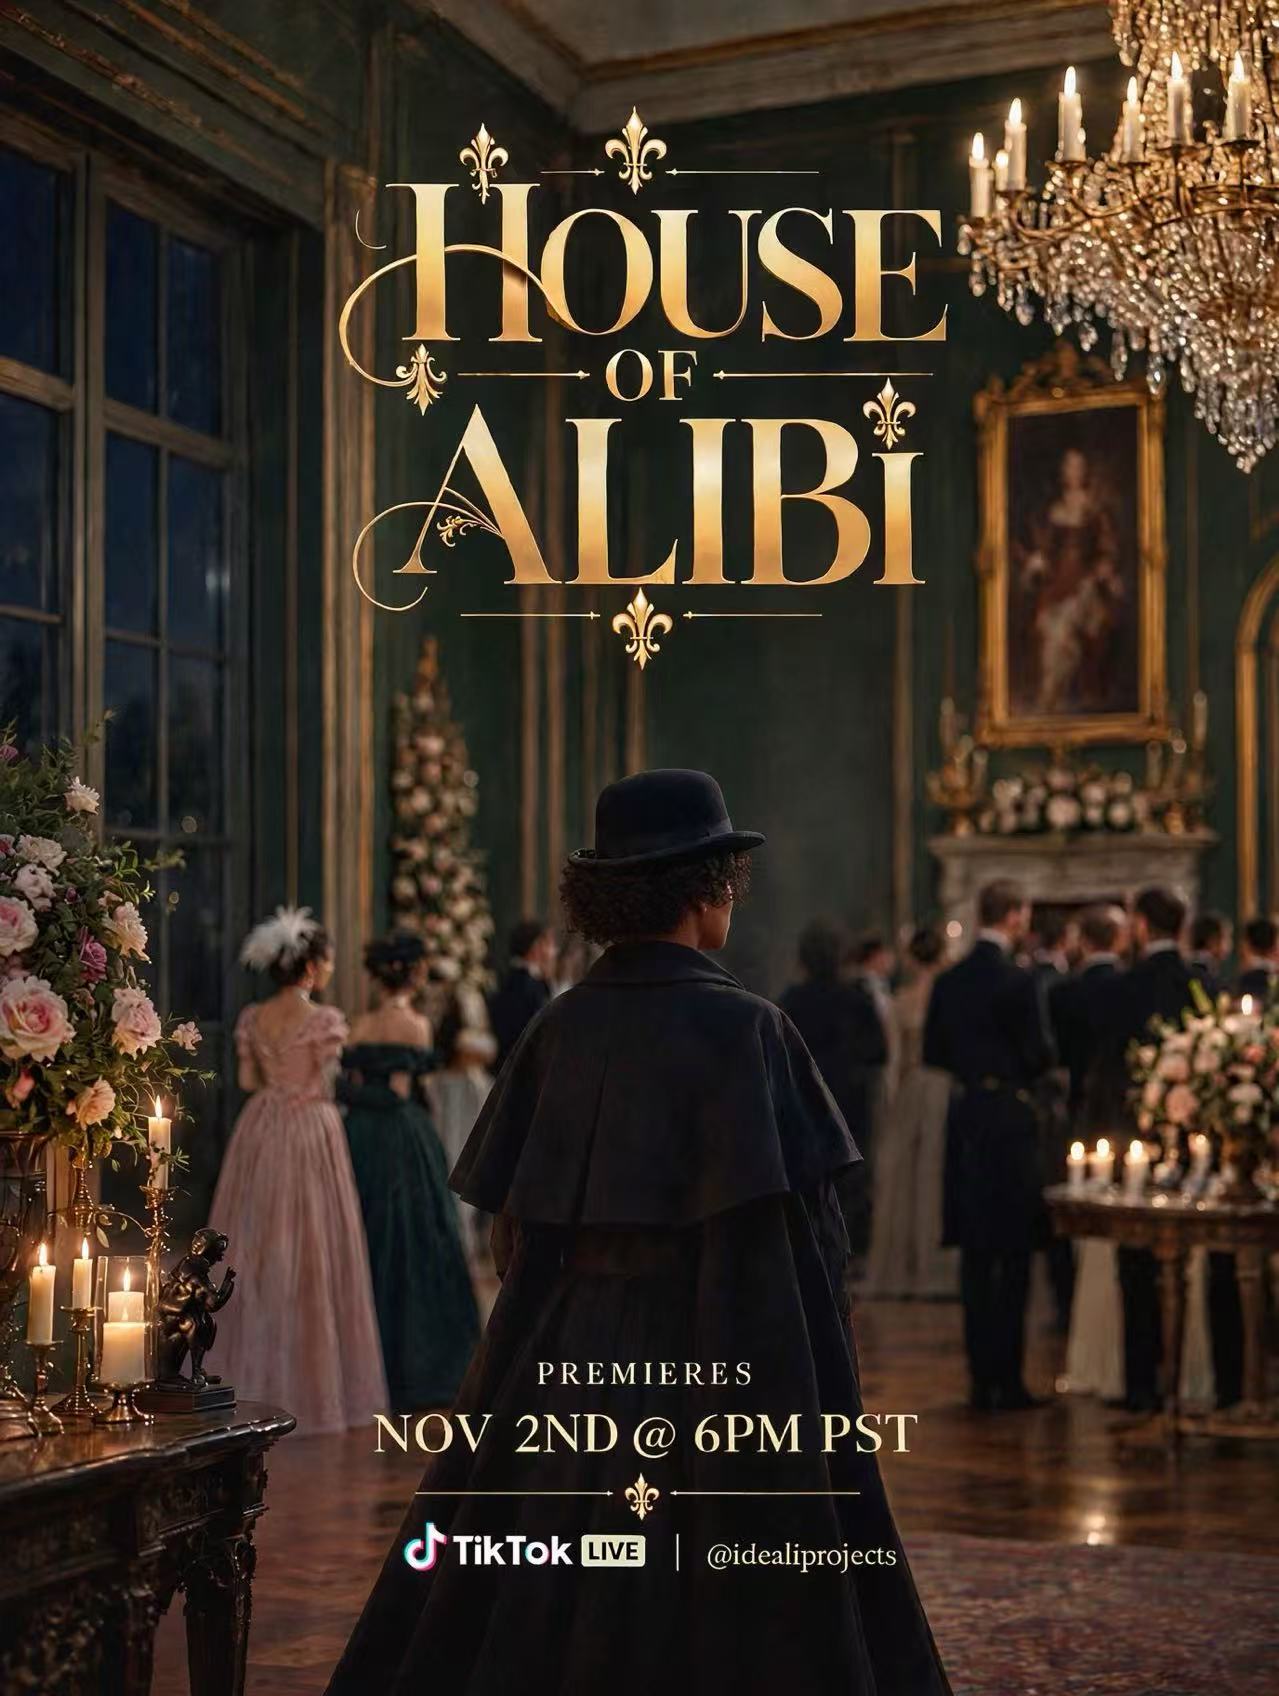 HOUSE
OF
ALIBI
PREMIERES
NOV 2ND @ 6PM PST
TikTok LIVE | @idealiprojects